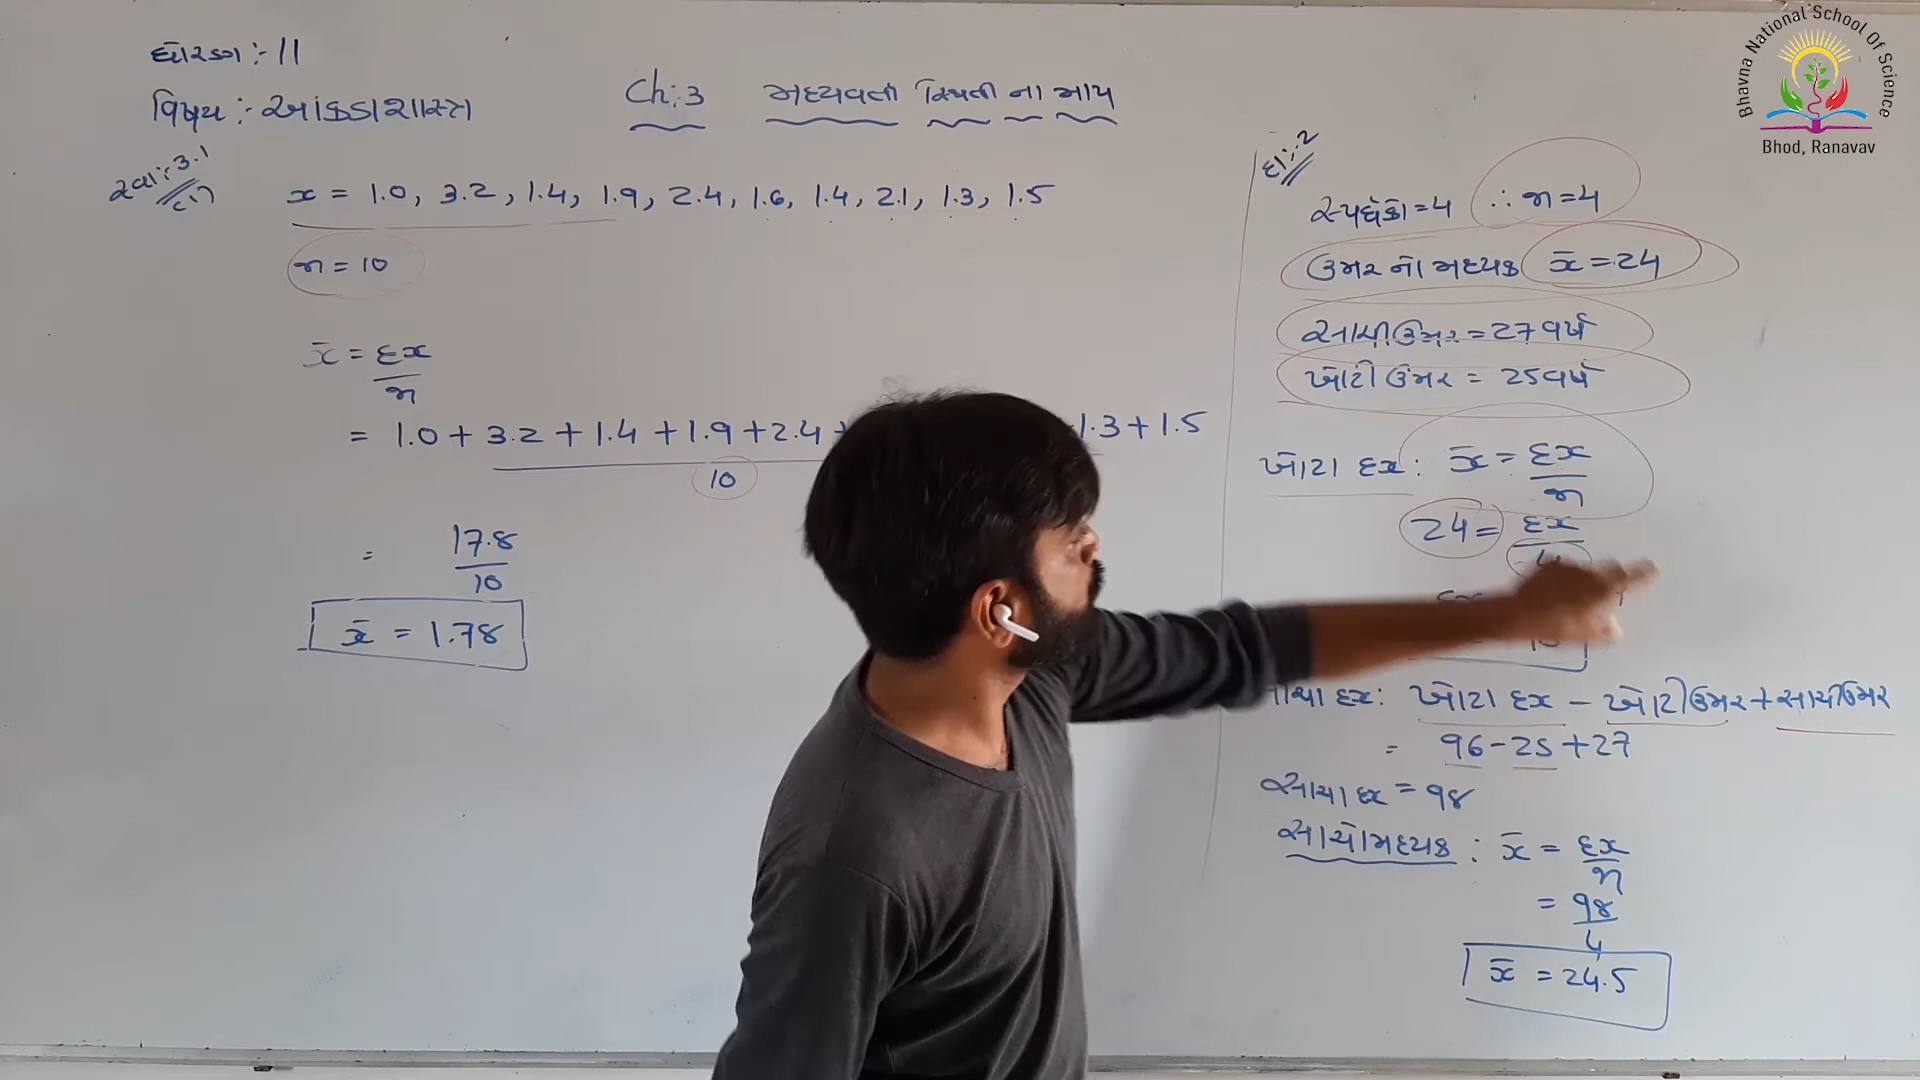 ધોરણ :- 11
વિષય :- આંકડાશાસ્ત્ર
Ch:3 મધ્યવર્તી સ્થિતી ના માપ
સ્વા:- 3.1
x = 1.0, 3.2, 1.4, 1.9, 2.4, 1.6, 1.4, 2.1, 1.3, 1.5
n = 10
x̄ = Σx
n
= 1.0 + 3.2 + 1.4 + 1.9 + 2.4 + 1.3 + 1.5
10
= 17.8
10
x̄ = 1.78
દા:-2
સ્પર્ધકો = 4 ∴ n = 4
ઉંમર નો મધ્યક x̄ = 24
સાચી ઉંમર = 27 વર્ષ
ખોટી ઉંમર = 25 વર્ષ
ખોટા Σx : x̄ = Σx
n
24 = Σx
4
સાચા Σx: ખોટા Σx - ખોટી ઉંમર + સાચી ઉંમર
= 96 - 25 + 27
સાચા Σx = 98
સાચો મધ્યક : x̄ = Σx
n
= 98
4
x̄ = 24.5
Bhavna National School Of Science
Bhod, Ranavav